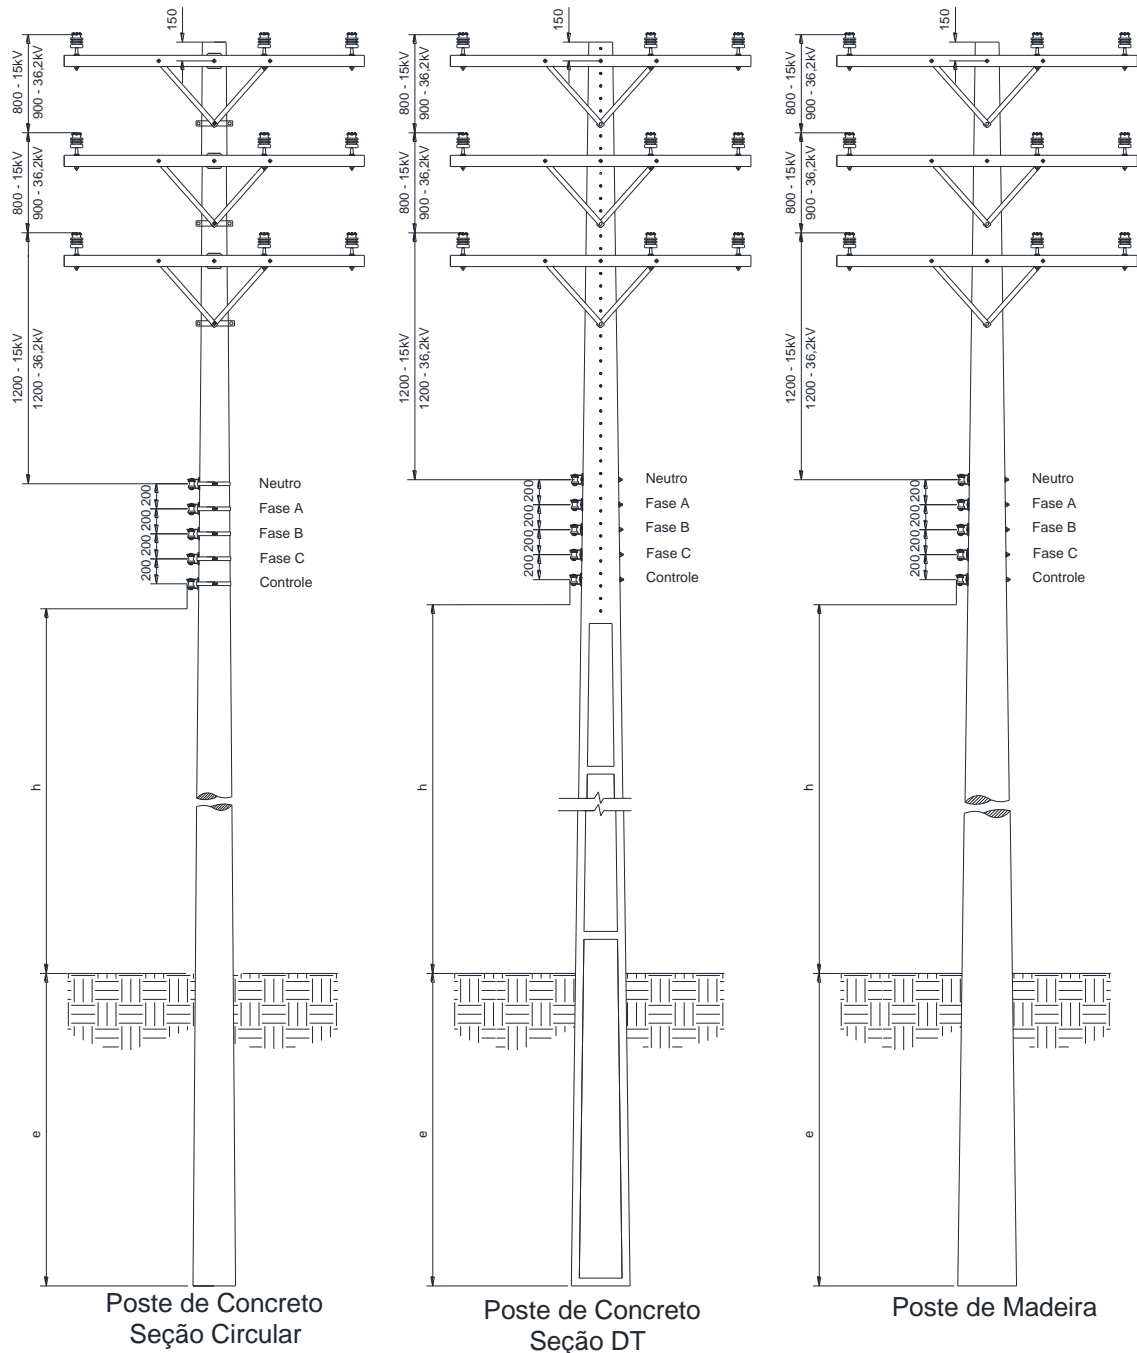 150
800 - 15kV
900 - 36,2kV
800 - 15kV
900 - 36,2kV
1200 - 15kV
1200 - 36,2kV
Neutro
200
Fase A
200
Fase B
200
Fase C
200
Controle
h
e
Poste de Concreto
Seção Circular
150
800 - 15kV
900 - 36,2kV
800 - 15kV
900 - 36,2kV
1200 - 15kV
1200 - 36,2kV
Neutro
200
Fase A
200
Fase B
200
Fase C
200
Controle
h
e
Poste de Concreto
Seção DT
150
800 - 15kV
900 - 36,2kV
800 - 15kV
900 - 36,2kV
1200 - 15kV
1200 - 36,2kV
Neutro
200
Fase A
200
Fase B
200
Fase C
200
Controle
h
e
Poste de Madeira